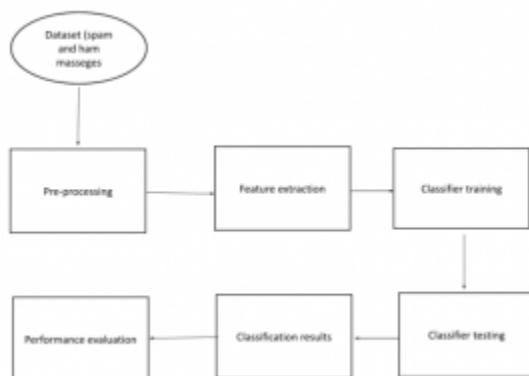 Dataset (spam
and ham
masseges
Pre-processing
Feature extraction
Classifier training
Classifier testing
Classification results
Performance evaluation